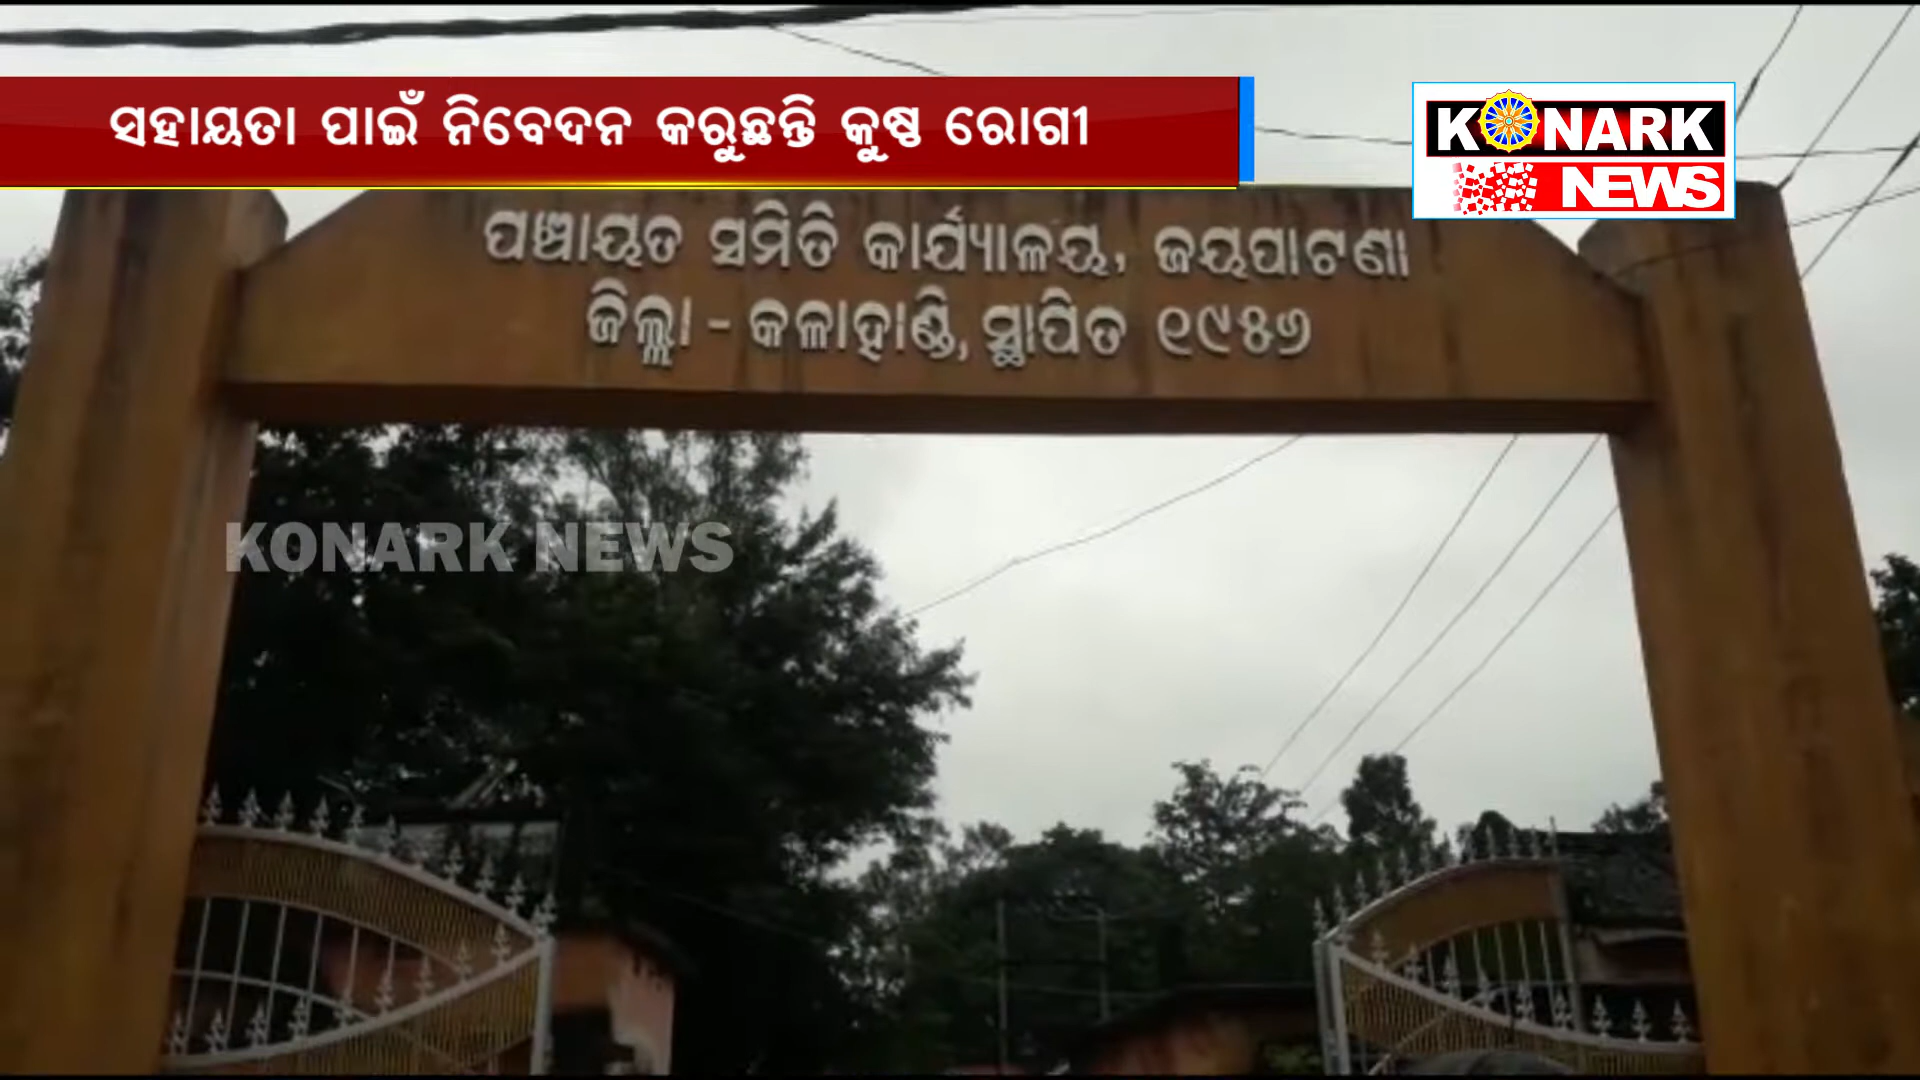 ସହାୟତା ପାଇଁ ନିବେଦନ କରୁଛନ୍ତି କୁଷ୍ଠ ରୋଗୀ
KONARK
NEWS
ପଞ୍ଚାୟତ ସମିତି କାର୍ଯ୍ୟାଳୟ, ଜୟପାଟଣା
ଜିଲ୍ଲା - କଳାହାଣ୍ଡି, ସ୍ଥାପିତ ୧୯୫୬
KONARK NEWS